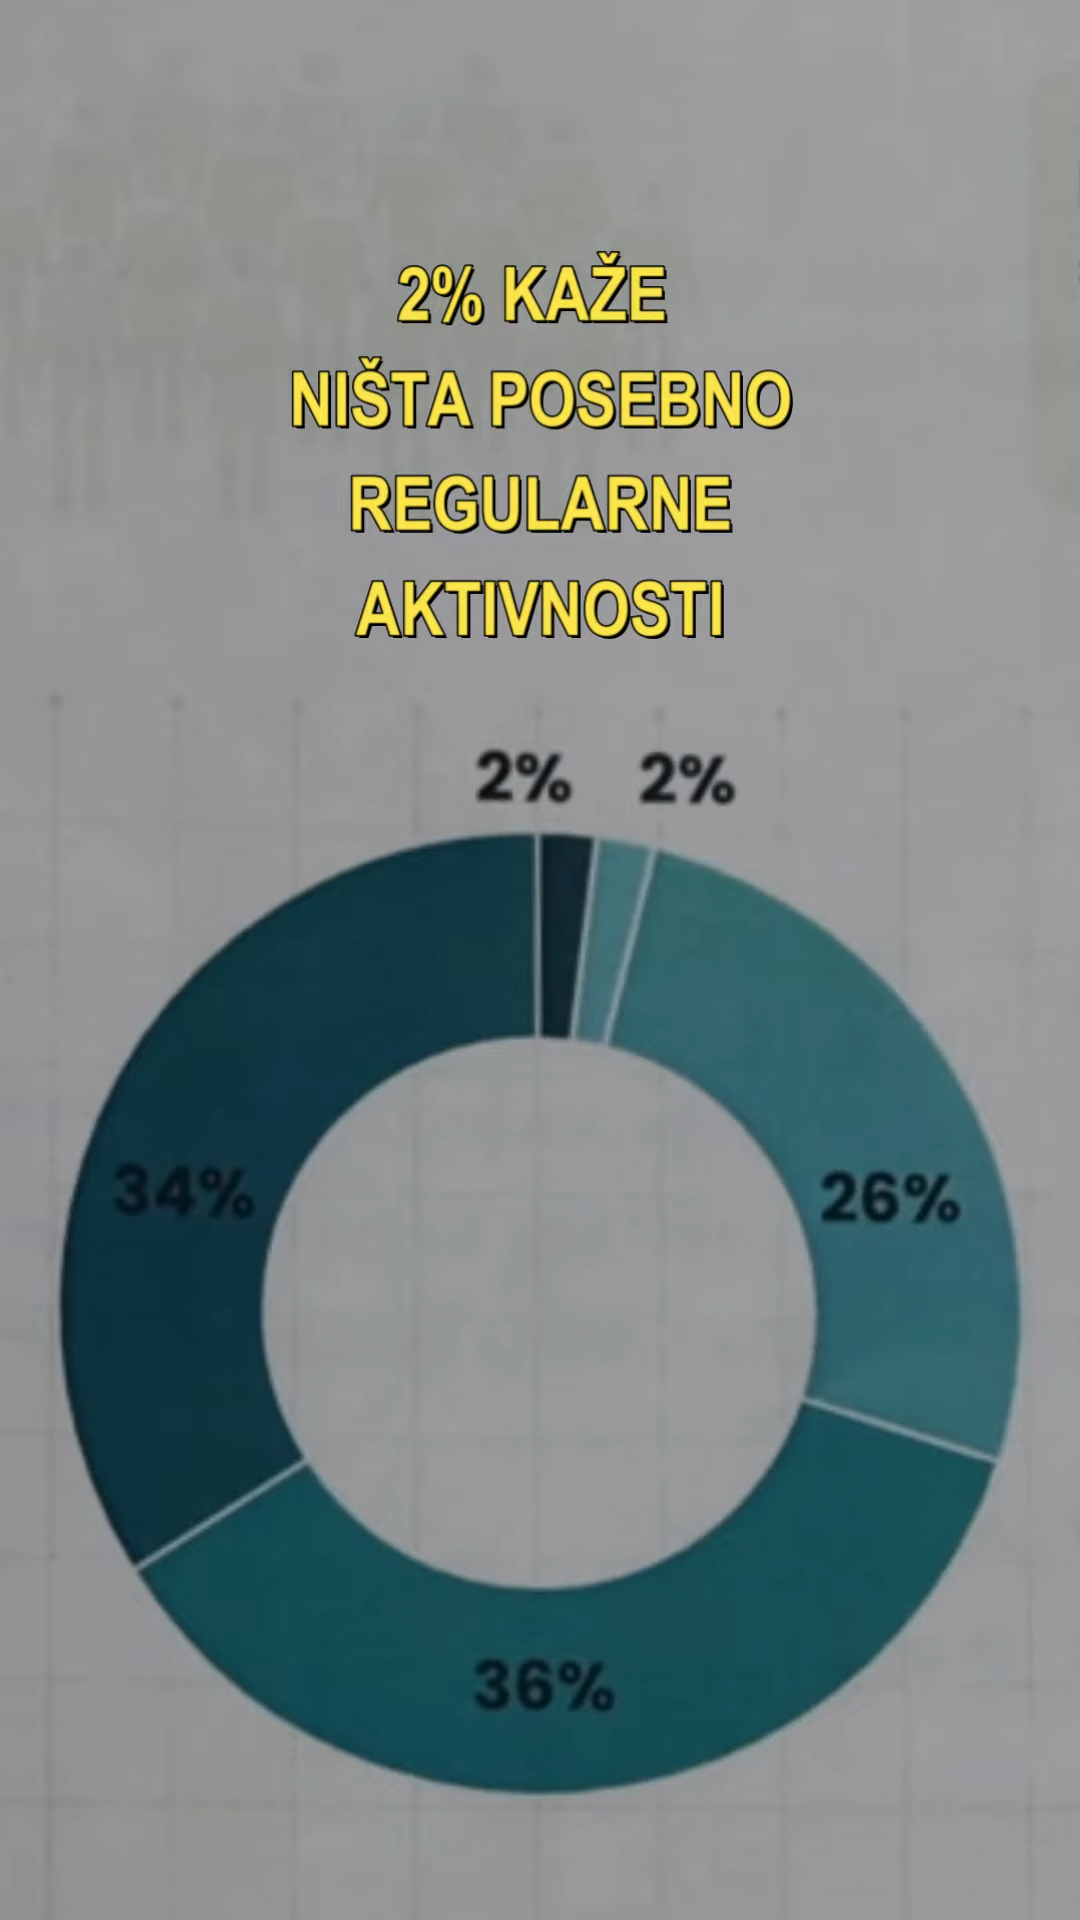 2% KAŽE
NIŠTA POSEBNO
REGULARNE
AKTIVNOSTI
2% 2%
34% 26%
36%